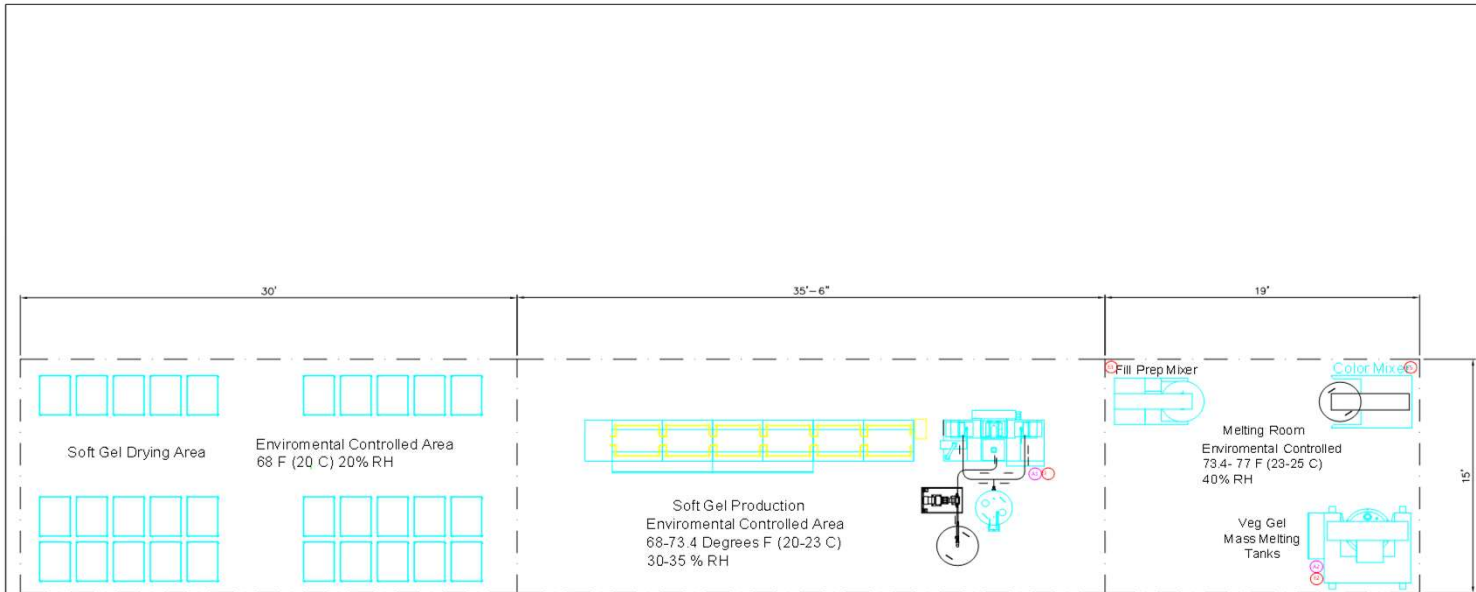 30'
35'-6"
19'
15'
Soft Gel Drying Area
Enviromental Controlled Area
68 F (20 C) 20% RH
Soft Gel Production
Enviromental Controlled Area
68-73.4 Degrees F (20-23 C)
30-35 % RH
Fill Prep Mixer
Color Mixe
Melting Room
Enviromental Controlled
73.4- 77 F (23-25 C)
40% RH
Veg Gel
Mass Melting
Tanks